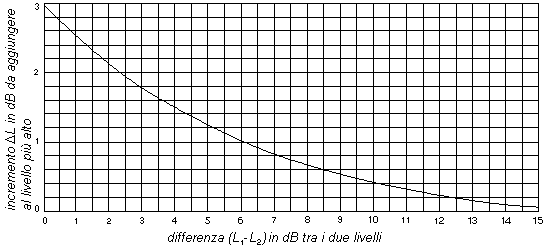 incremento ΔL in dB da aggiungere
al livello più alto
3
2
1
0
0 1 2 3 4 5 6 7 8 9 10 11 12 13 14 15
differenza (L₁-L₂) in dB tra i due livelli